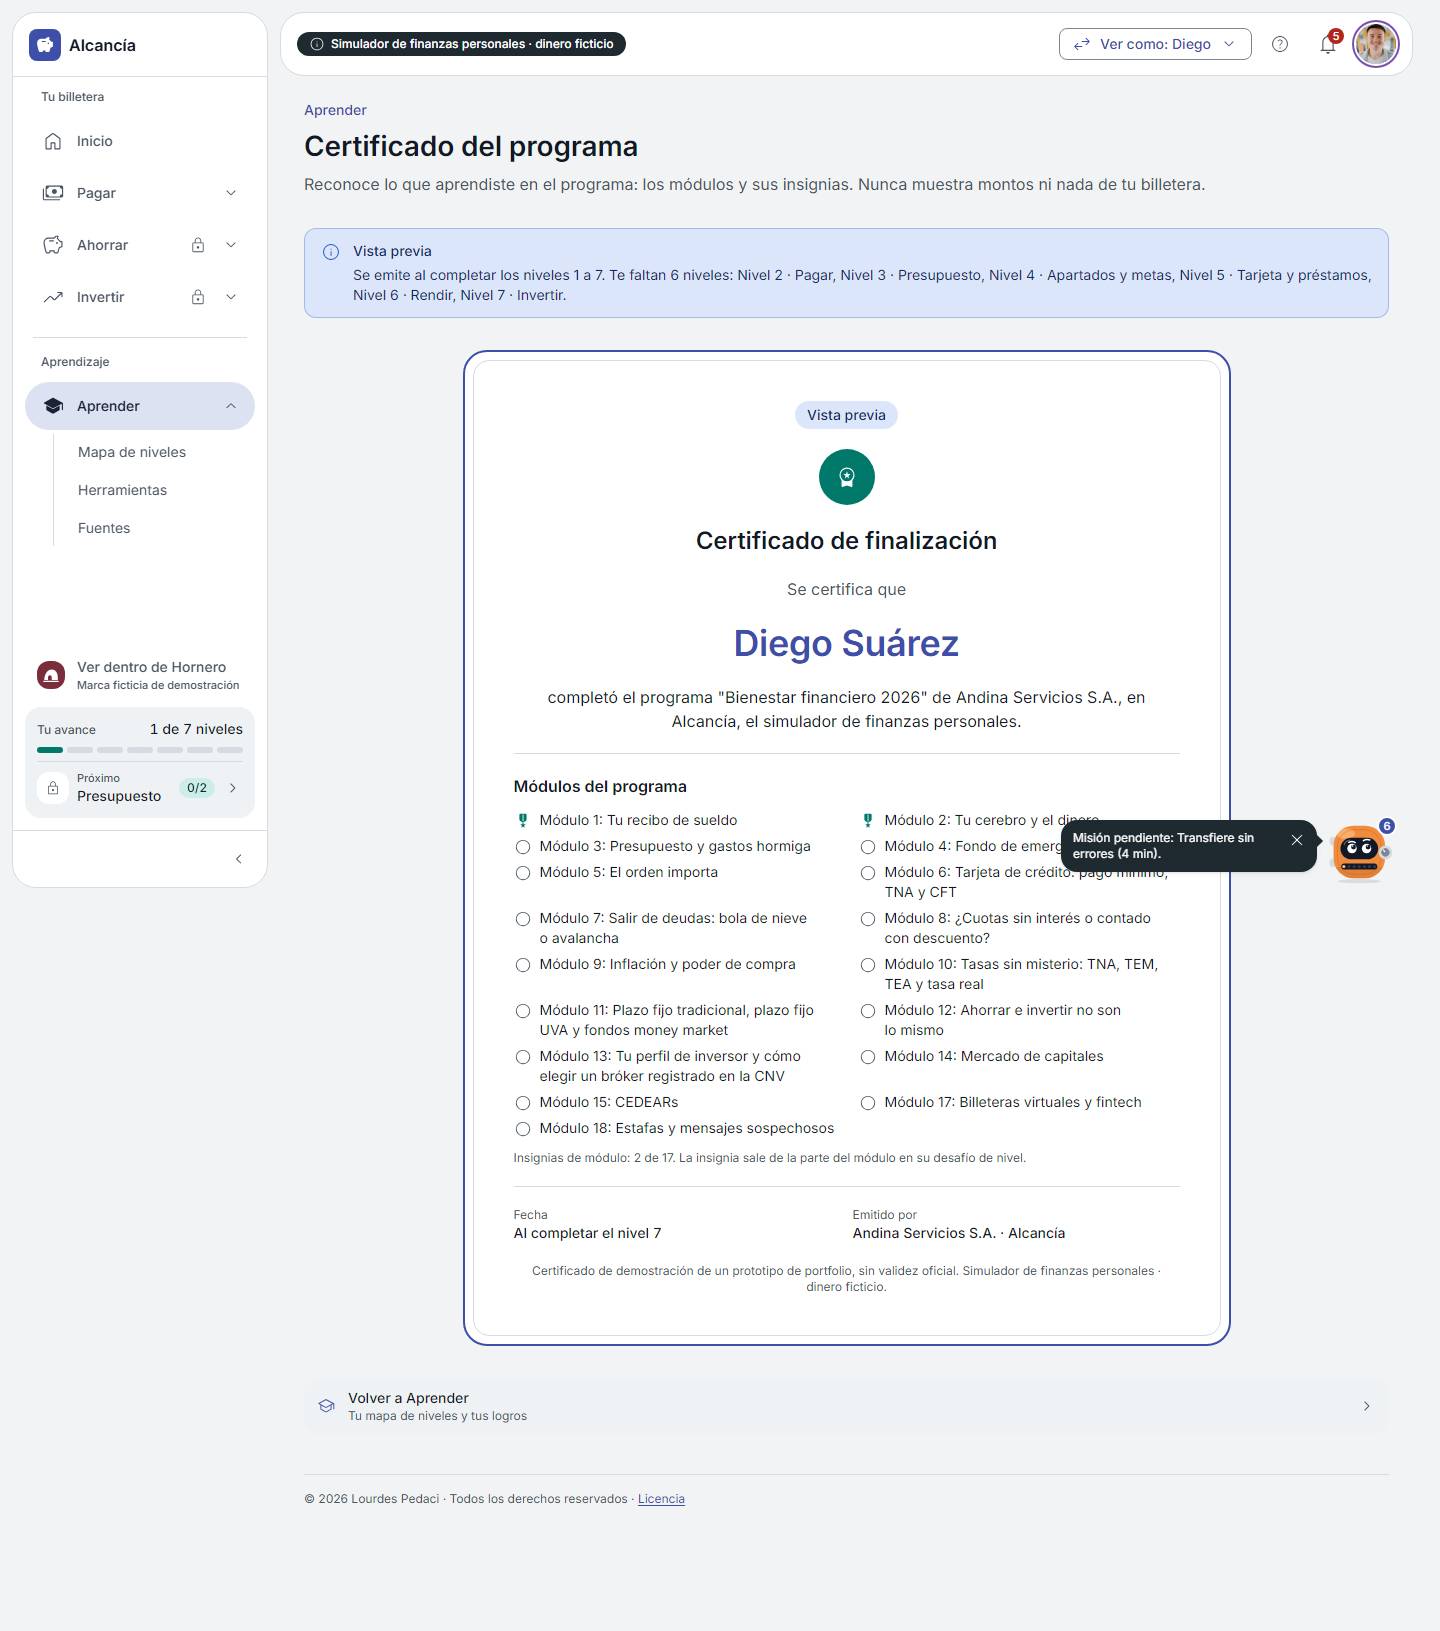 Alcancía
Simulador de finanzas personales · dinero ficticio
Ver como: Diego
5
Tu billetera
Inicio
Pagar
Ahorrar
Invertir
Aprendizaje
Aprender
Mapa de niveles
Herramientas
Fuentes
Ver dentro de Hornero
Marca ficticia de demostración
Tu avance 1 de 7 niveles
Próximo
Presupuesto 0/2
Aprender
Certificado del programa
Reconoce lo que aprendiste en el programa: los módulos y sus insignias. Nunca muestra montos ni nada de tu billetera.
Vista previa
Se emite al completar los niveles 1 a 7. Te faltan 6 niveles: Nivel 2 · Pagar, Nivel 3 · Presupuesto, Nivel 4 · Apartados y metas, Nivel 5 · Tarjeta y préstamos,
Nivel 6 · Rendir, Nivel 7 · Invertir.
Vista previa
Certificado de finalización
Se certifica que
Diego Suárez
completó el programa "Bienestar financiero 2026" de Andina Servicios S.A., en
Alcancía, el simulador de finanzas personales.
Módulos del programa
Módulo 1: Tu recibo de sueldo
Módulo 2: Tu cerebro y el dinero
Módulo 3: Presupuesto y gastos hormiga
Módulo 4: Fondo de
Módulo 5: El orden importa
Módulo 6: Tarjeta de crédito: pago mínimo,
TNA y CFT
Módulo 7: Salir de deudas: bola de nieve
o avalancha
Módulo 8: ¿Cuotas sin interés o contado
con descuento?
Módulo 9: Inflación y poder de compra
Módulo 10: Tasas sin misterio: TNA, TEM,
TEA y tasa real
Módulo 11: Plazo fijo tradicional, plazo fijo
UVA y fondos money market
Módulo 12: Ahorrar e invertir no son
lo mismo
Módulo 13: Tu perfil de inversor y cómo
elegir un bróker registrado en la CNV
Módulo 14: Mercado de capitales
Módulo 15: CEDEARs
Módulo 17: Billeteras virtuales y fintech
Módulo 18: Estafas y mensajes sospechosos
Insignias de módulo: 2 de 17. La insignia sale de la parte del módulo en su desafío de nivel.
Fecha
Al completar el nivel 7
Emitido por
Andina Servicios S.A. · Alcancía
Certificado de demostración de un prototipo de portfolio, sin validez oficial. Simulador de finanzas personales ·
dinero ficticio.
Misión pendiente: Transfiere sin
errores (4 min).
6
Volver a Aprender
Tu mapa de niveles y tus logros
© 2026 Lourdes Pedaci · Todos los derechos reservados · Licencia